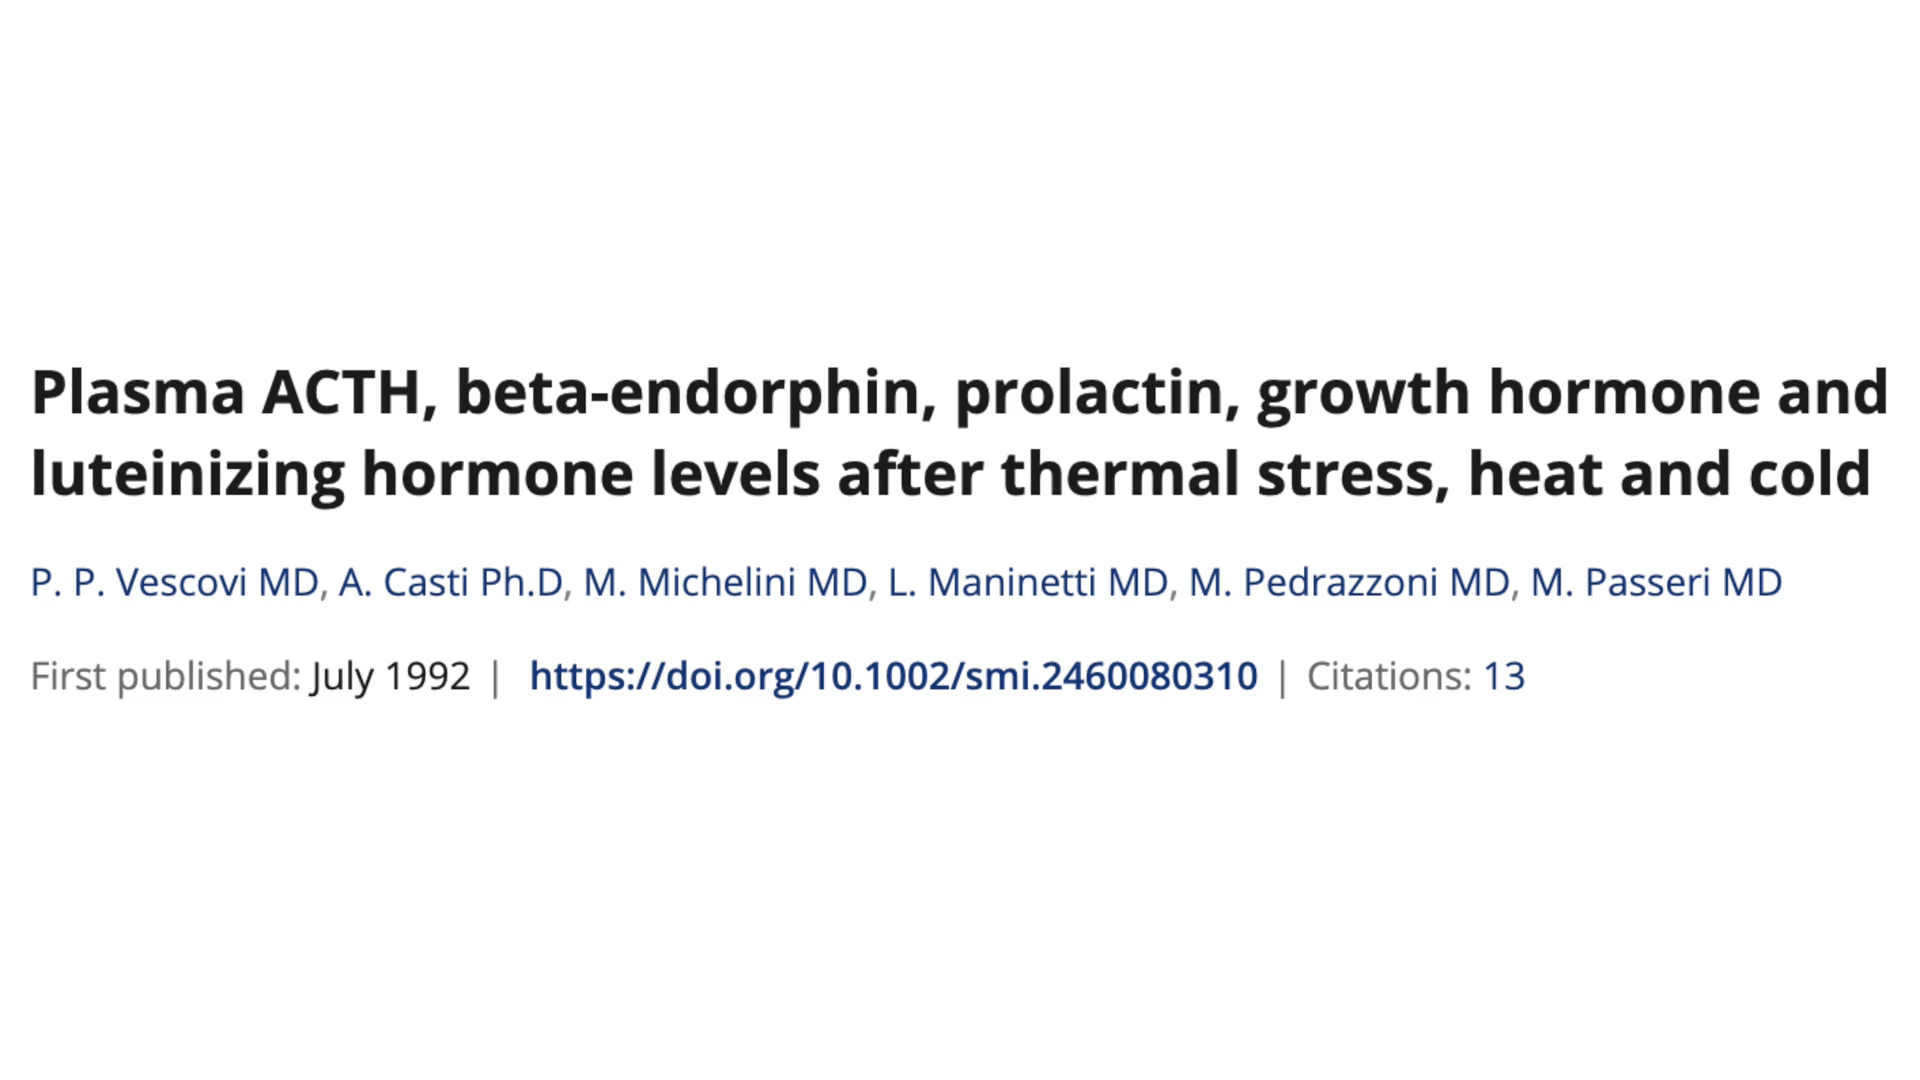 Plasma ACTH, beta-endorphin, prolactin, growth hormone and
luteinizing hormone levels after thermal stress, heat and cold
P. P. Vescovi MD, A. Casti Ph.D, M. Michelini MD, L. Maninetti MD, M. Pedrazzoni MD, M. Passeri MD
First published: July 1992 | https://doi.org/10.1002/smi.2460080310 | Citations: 13